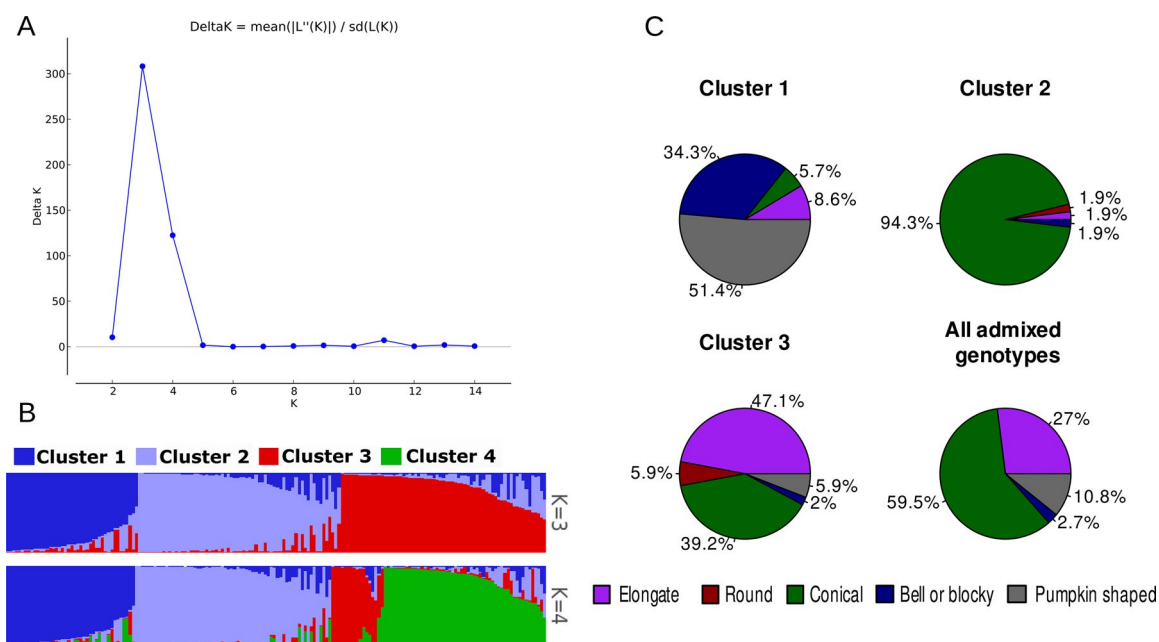 A
DeltaK = mean(|L''(K)|) / sd(L(K))
Delta K
300
250
200
150
100
50
0
2 4 6 8 10 12 14
K
B
Cluster 1 Cluster 2 Cluster 3 Cluster 4
K=3
K=4
C
Cluster 1
34.3%
5.7%
8.6%
51.4%
Cluster 2
94.3%
1.9%
1.9%
1.9%
Cluster 3
47.1%
5.9%
5.9%
2%
39.2%
All admixed
genotypes
27%
59.5%
10.8%
2.7%
Elongate Round Conical Bell or blocky Pumpkin shaped